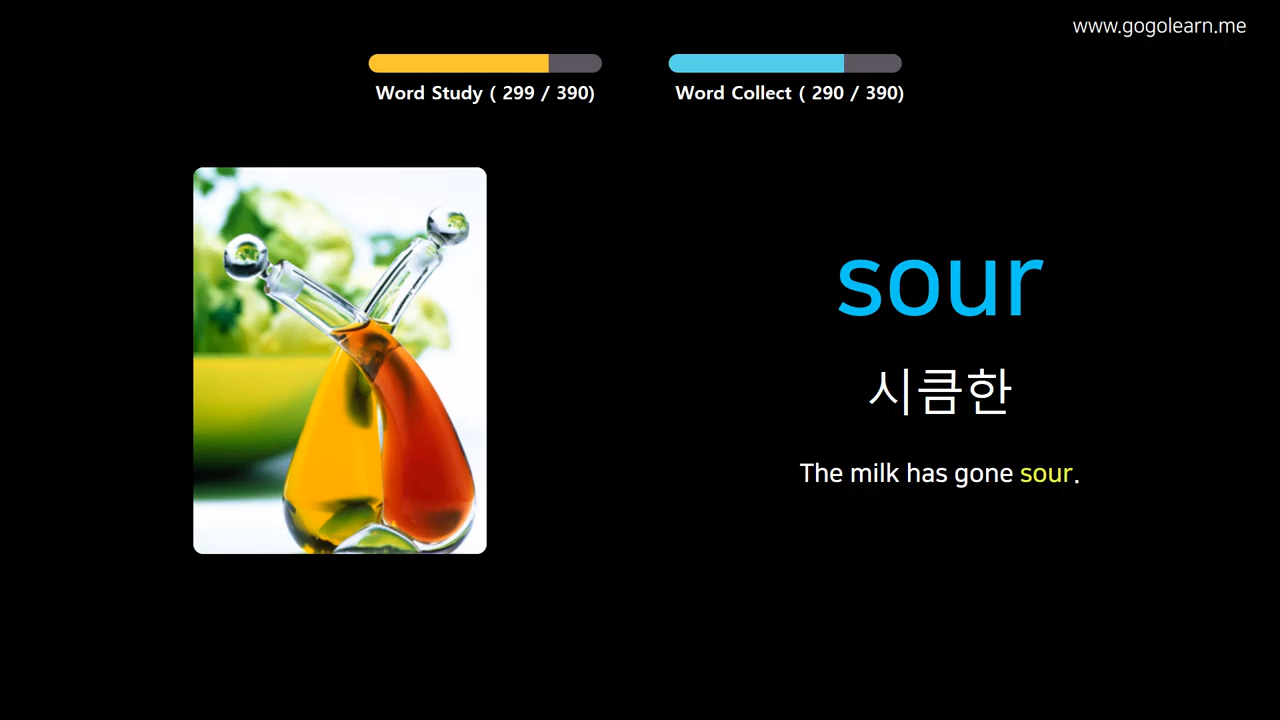 www.gogolearn.me
Word Study ( 299 / 390)
Word Collect ( 290 / 390)
sour
시큼한
The milk has gone sour.